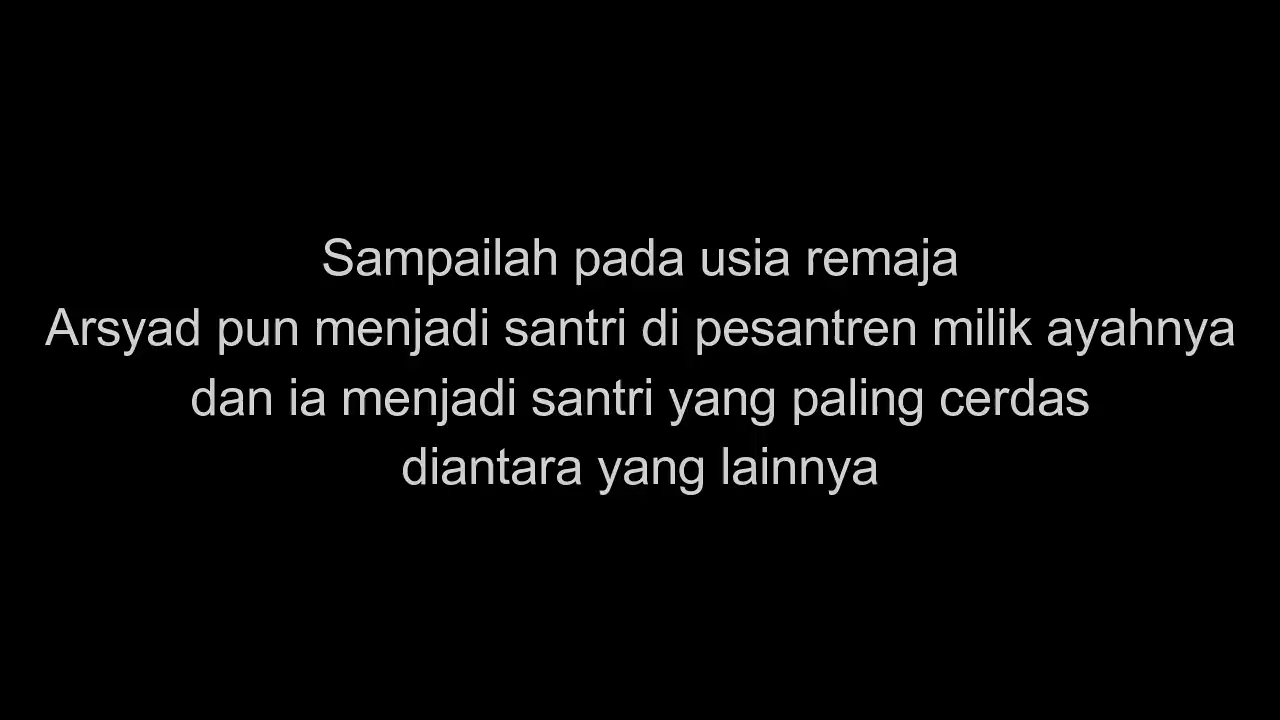 Sampailah pada usia remaja
Arsyad pun menjadi santri di pesantren milik ayahnya
dan ia menjadi santri yang paling cerdas
diantara yang lainnya